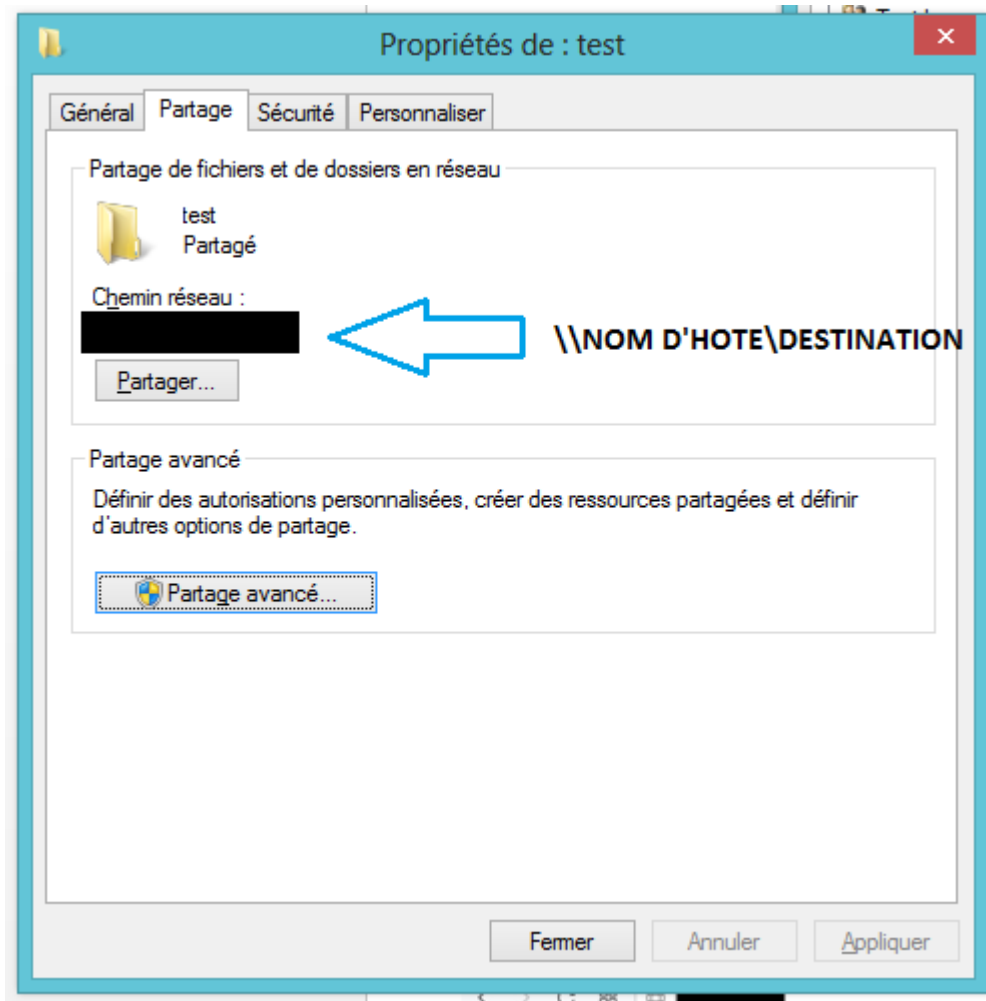 Propriétés de : test
Général Partage Sécurité Personnaliser
Partage de fichiers et de dossiers en réseau
test
Partagé
Chemin réseau :
\\NOM D'HOTE\DESTINATION
Partager...
Partage avancé
Définir des autorisations personnalisées, créer des ressources partagées et définir
d'autres options de partage.
Partage avancé...
Fermer Annuler Appliquer